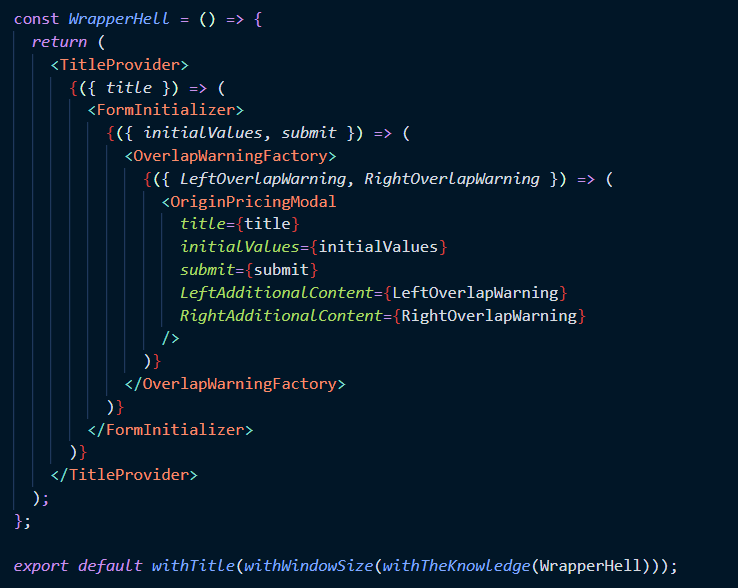 const WrapperHell = () => {
return (
<TitleProvider>
{({ title }) => (
<FormInitializer>
{({ initialValues, submit }) => (
<OverlapWarningFactory>
{({ LeftOverlapWarning, RightOverlapWarning }) => (
<OriginPricingModal
title={title}
initialValues={initialValues}
submit={submit}
LeftAdditionalContent={LeftOverlapWarning}
RightAdditionalContent={RightOverlapWarning}
/>
)}
</OverlapWarningFactory>
)}
</FormInitializer>
)}
</TitleProvider>
);
};
export default withTitle(withWindowSize(withTheKnowledge(WrapperHell)));